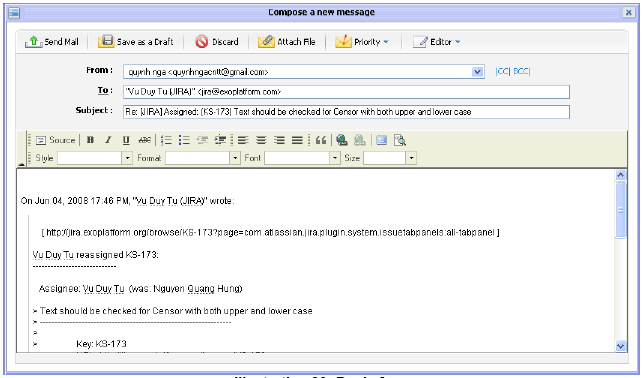 Compose a new message
Send Mail Save as a Draft Discard Attach File Priority Editor
From : quynh nga <quynhngacntt@gmail.com> |CC| BCC|
To : "Vu Duy Tu (JIRA)" <jira@exoplatform.com>
Subject : Re: [JIRA] Assigned: (KS-173) Text should be checked for Censor with both upper and lower case
Source B I U ABC
Style Format Font Size
On Jun 04, 2008 17:46 PM, "Vu Duy Tu (JIRA)" wrote:
[ http://jira.exoplatform.org/browse/KS-173?page=com.atlassian.jira.plugin.system.issuetabpanels:all-tabpanel ]
Vu Duy Tu reassigned KS-173:
----------------------------
Assignee: Vu Duy Tu (was: Nguyen Quang Hung)
> Text should be checked for Censor with both upper and lower case
> ----------------------------------------------------------------
>
> Key: KS-173